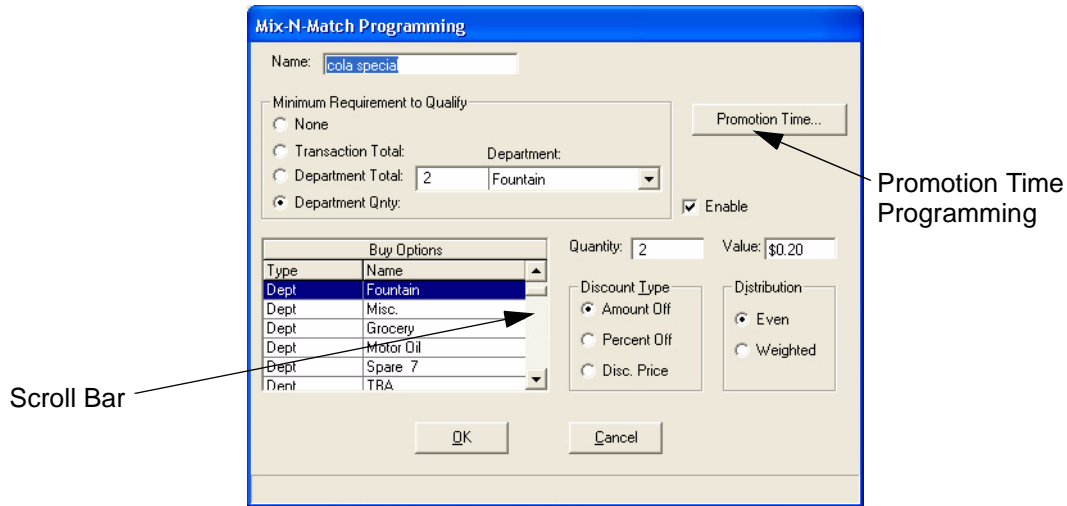 Mix-N-Match Programming
Name: cola special
Minimum Requirement to Qualify
None
Transaction Total: Department:
Department Total: 2 Fountain
Department Qnty:
Promotion Time...
Enable
Promotion Time
Programming
Buy Options
Type Name
Dept Fountain
Dept Misc.
Dept Grocery
Dept Motor Oil
Dept Spare 7
Dept TBA
Scroll Bar
Quantity: 2 Value: $0.20
Discount Type
Amount Off
Percent Off
Disc. Price
Distribution
Even
Weighted
OK Cancel